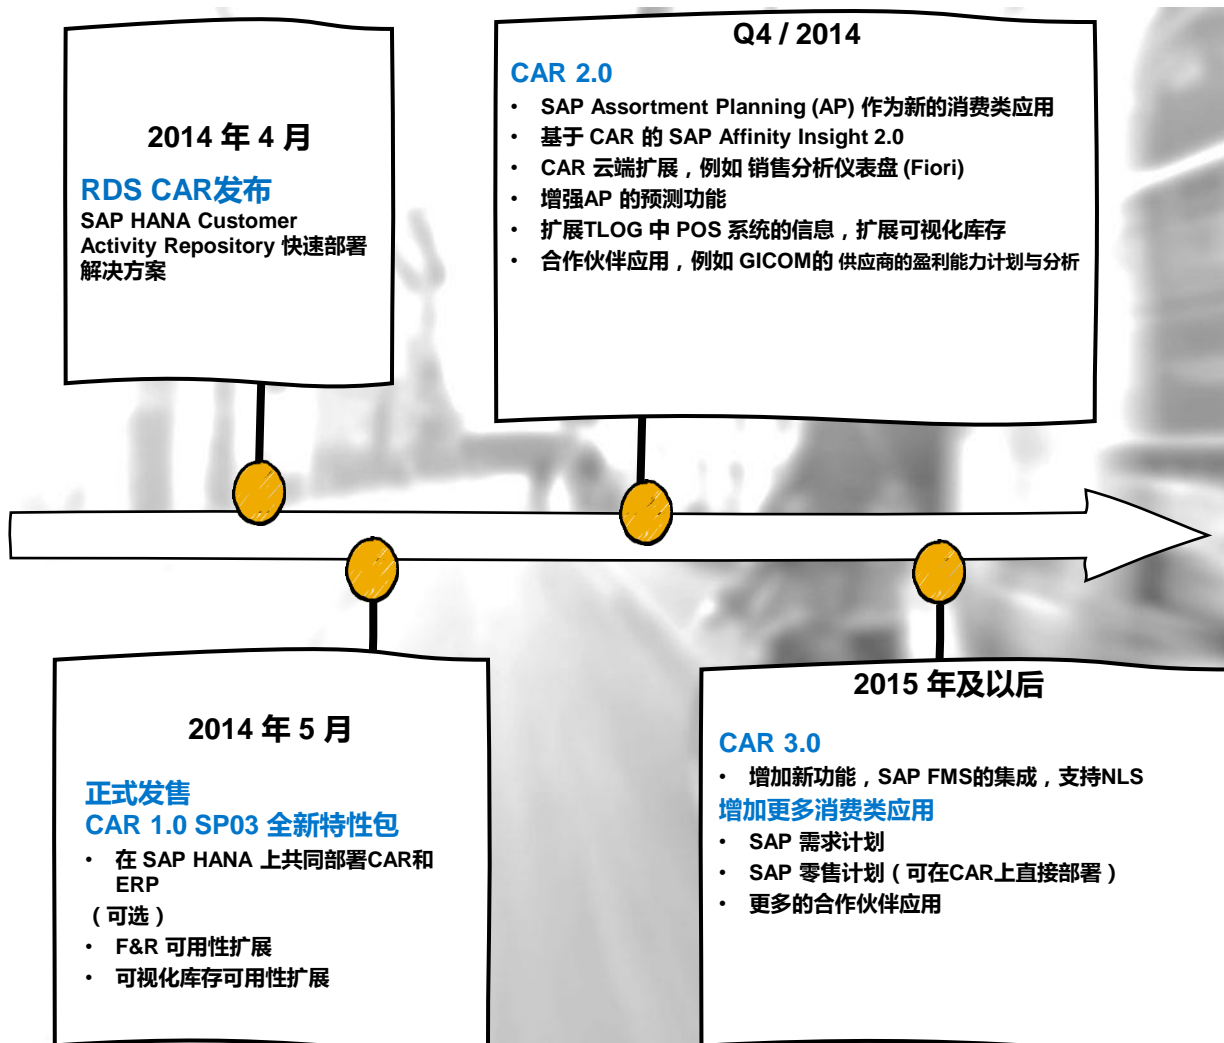 2014 年 4 月
RDS CAR发布
SAP HANA Customer
Activity Repository 快速部署
解决方案
Q4 / 2014
CAR 2.0
• SAP Assortment Planning (AP) 作为新的消费类应用
• 基于 CAR 的 SAP Affinity Insight 2.0
• CAR 云端扩展，例如 销售分析仪表盘 (Fiori)
• 增强AP 的预测功能
• 扩展TLOG 中 POS 系统的信息，扩展可视化库存
• 合作伙伴应用，例如 GICOM的 供应商的盈利能力计划与分析
2014 年 5 月
正式发售
CAR 1.0 SP03 全新特性包
• 在 SAP HANA 上共同部署CAR和
ERP
（可选）
• F&R 可用性扩展
• 可视化库存可用性扩展
2015 年及以后
CAR 3.0
• 增加新功能，SAP FMS的集成，支持NLS
增加更多消费类应用
• SAP 需求计划
• SAP 零售计划（可在CAR上直接部署）
• 更多的合作伙伴应用